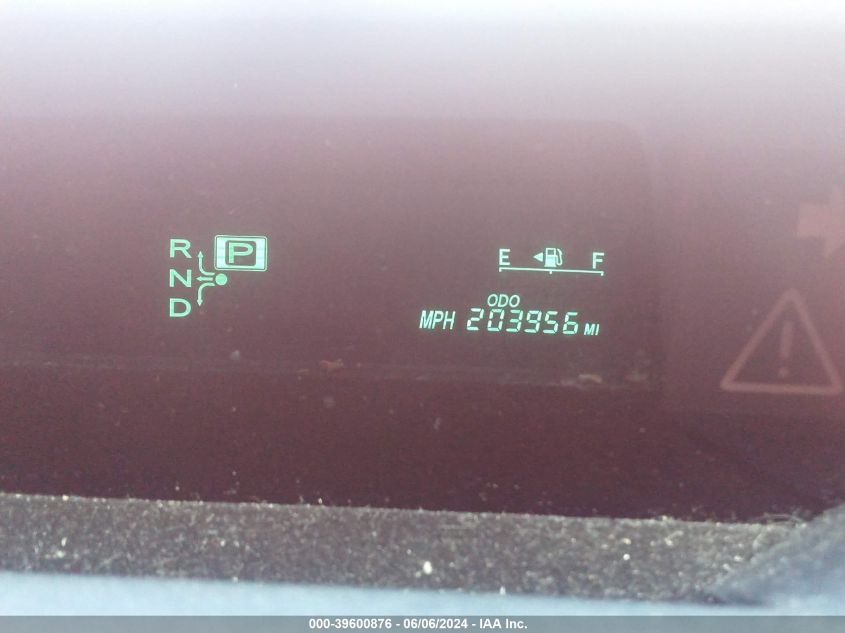 R P
N
D
E F
ODO
MPH 203956 MI
000-39600876 - 06/06/2024 - IAA Inc.